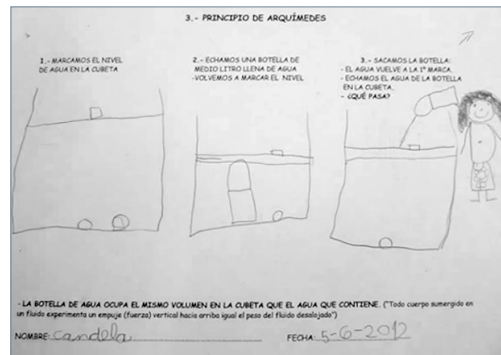 3.- PRINCIPIO DE ARQUÍMEDES
1.- MARCAMOS EL NIVEL
DE AGUA EN LA CUBETA
2.- ECHAMOS UNA BOTELLA DE
MEDIO LITRO LLENA DE AGUA
-VOLVEMOS A MARCAR EL NIVEL
3.- SACAMOS LA BOTELLA:
- EL AGUA VUELVE A LA 1ª MARCA.
- ECHAMOS EL AGUA DE LA BOTELLA
EN LA CUBETA.
- ¿QUÉ PASA?
- LA BOTELLA DE AGUA OCUPA EL MISMO VOLUMEN EN LA CUBETA QUE EL AGUA QUE CONTIENE. ("Todo cuerpo sumergido en
un fluido experimenta un empuje (fuerza) vertical hacia arriba igual el peso del fluido desalojado")
NOMBRE: Candela FECHA: 5-6-2012